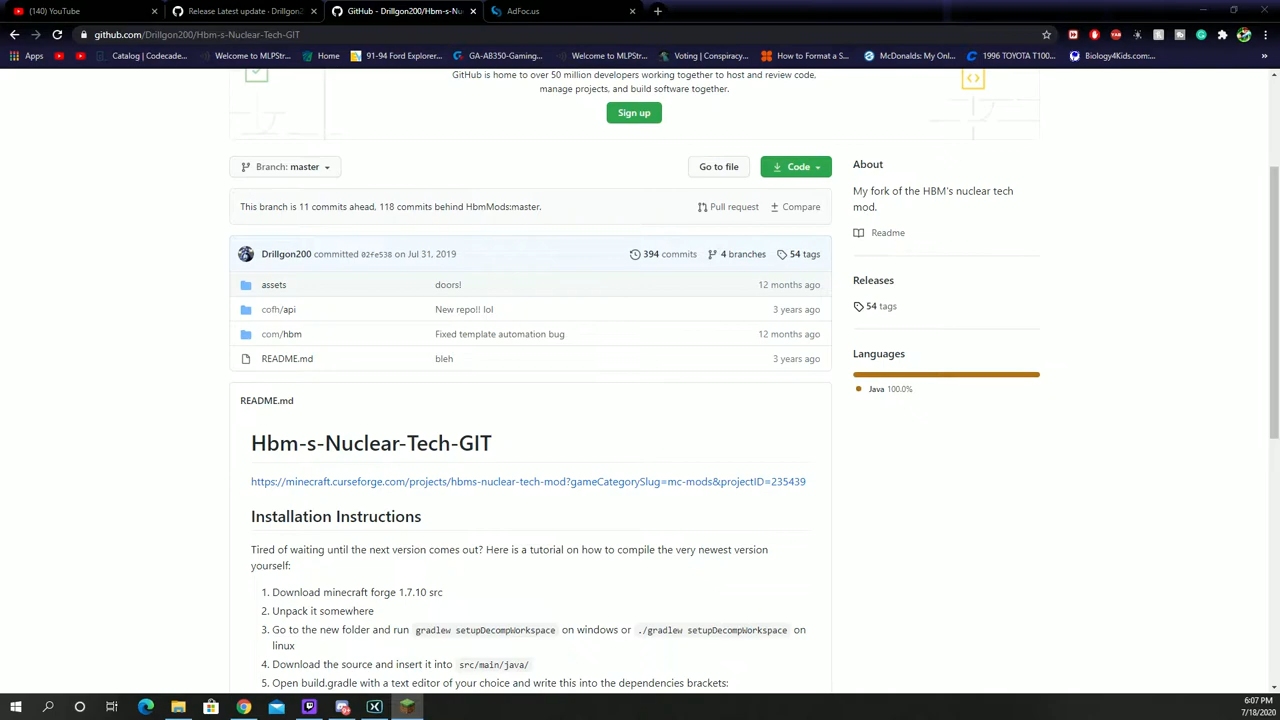 (140) YouTube
Release Latest update · Drillgon2
GitHub - Drillgon200/Hbm-s-Nu
AdFoc.us
github.com/Drillgon200/Hbm-s-Nuclear-Tech-GIT
Apps
Catalog | Codecade...
Welcome to MLPStr...
Home
91-94 Ford Explorer...
GA-AB350-Gaming...
Welcome to MLPStr...
Voting | Conspiracy...
How to Format a S...
McDonalds: My Onl...
1996 TOYOTA T100...
Biology4Kids.com:...
GitHub is home to over 50 million developers working together to host and review code,
manage projects, and build software together.
Sign up
Branch: master
Go to file
Code
This branch is 11 commits ahead, 118 commits behind HbmMods:master.
Pull request
Compare
Drillgon200 committed 02fe538 on Jul 31, 2019
394 commits
4 branches
54 tags
assets
doors!
12 months ago
cofh/api
New repo!! lol
3 years ago
com/hbm
Fixed template automation bug
12 months ago
README.md
bleh
3 years ago
About
My fork of the HBM's nuclear tech
mod.
Readme
Releases
54 tags
Languages
Java 100.0%
README.md
Hbm-s-Nuclear-Tech-GIT
https://minecraft.curseforge.com/projects/hbms-nuclear-tech-mod?gameCategorySlug=mc-mods&projectID=235439
Installation Instructions
Tired of waiting until the next version comes out? Here is a tutorial on how to compile the very newest version
yourself:
1. Download minecraft forge 1.7.10 src
2. Unpack it somewhere
3. Go to the new folder and run gradlew setupDecompWorkspace on windows or ./gradlew setupDecompWorkspace on
linux
4. Download the source and insert it into src/main/java/
5. Open build.gradle with a text editor of your choice and write this into the dependencies brackets:
6:07 PM
7/18/2020